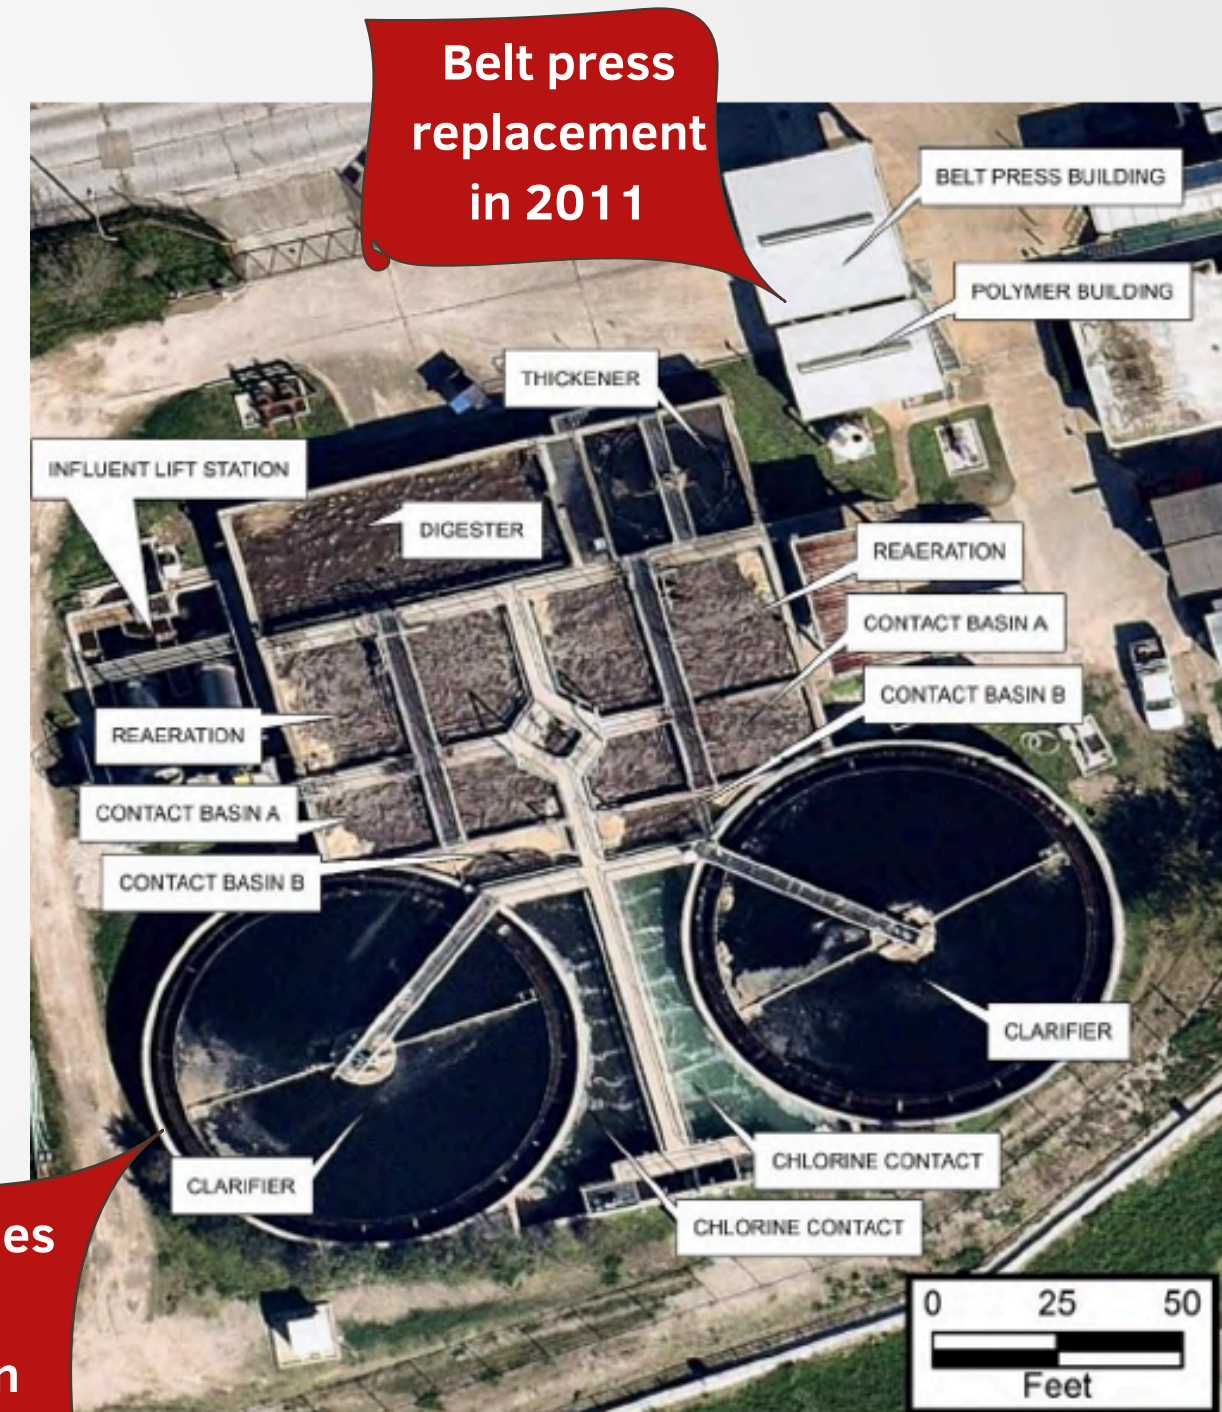 Belt press
replacement
in 2011
BELT PRESS BUILDING
POLYMER BUILDING
THICKENER
INFLUENT LIFT STATION
DIGESTER
REAERATION
CONTACT BASIN A
CONTACT BASIN B
REAERATION
CONTACT BASIN A
CONTACT BASIN B
CLARIFIER
CHLORINE CONTACT
CLARIFIER
CHLORINE CONTACT
0 25 50
Feet